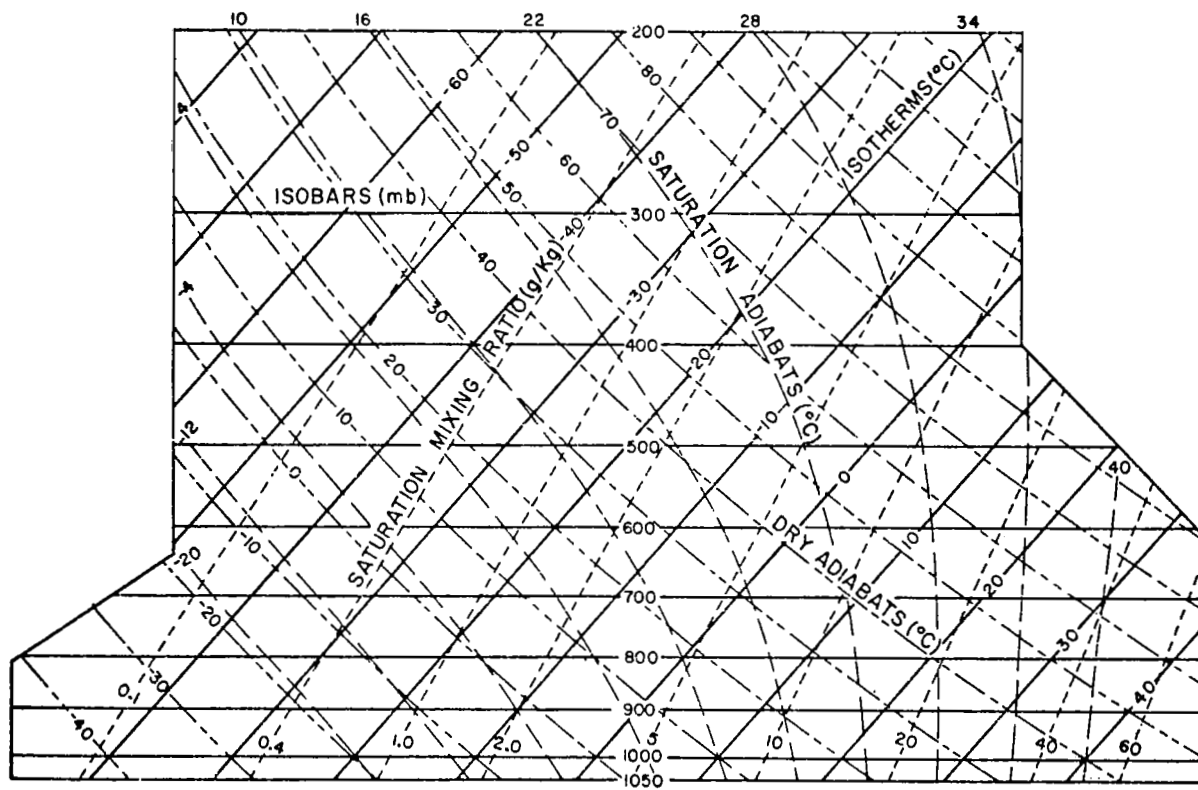 10 16 22 28 34
200
4 60 70 80 ISOTHERMS (°C)
50 50 60 SATURATION ADIABATS (°C)
ISOBARS (mb)
300
-4 40 -40
30 -30
SATURATION MIXING RATIO (g/Kg)
400
20 -20
10
-12 500 -10
0 0 40
DRY ADIABATS (°C)
600
-20 -10 10
700 20
-20
800 30
0.1 -30
900 40
-40
0.4 1.0 2.0 5 10 20 40 60
1000
1050